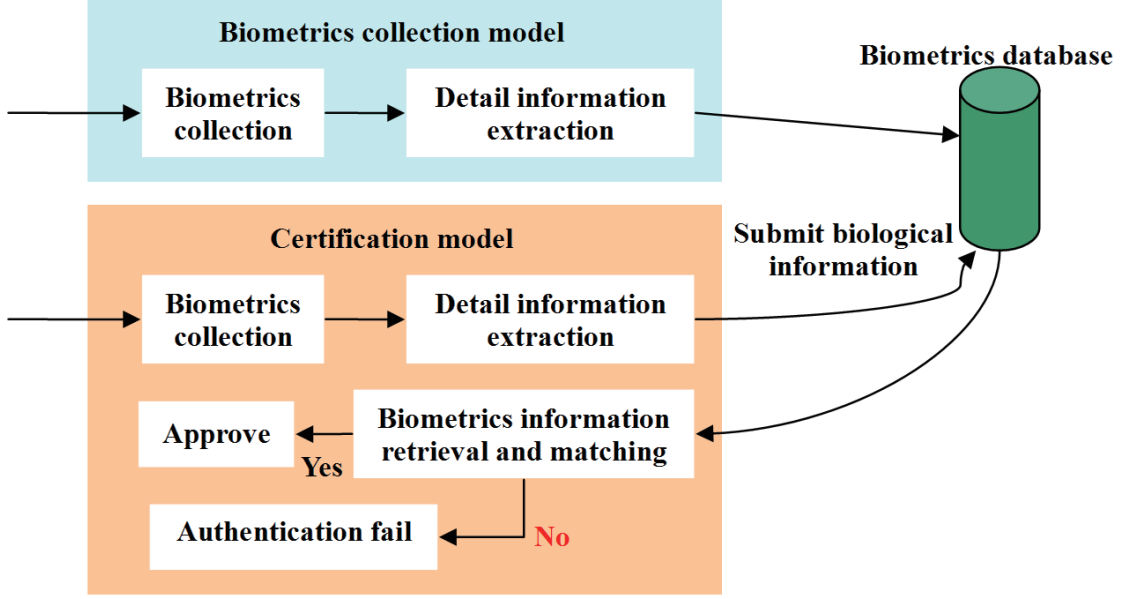 Biometrics collection model
Biometrics database
Biometrics
collection
Detail information
extraction
Certification model
Submit biological
information
Biometrics
collection
Detail information
extraction
Approve
Yes
Biometrics information
retrieval and matching
Authentication fail
No